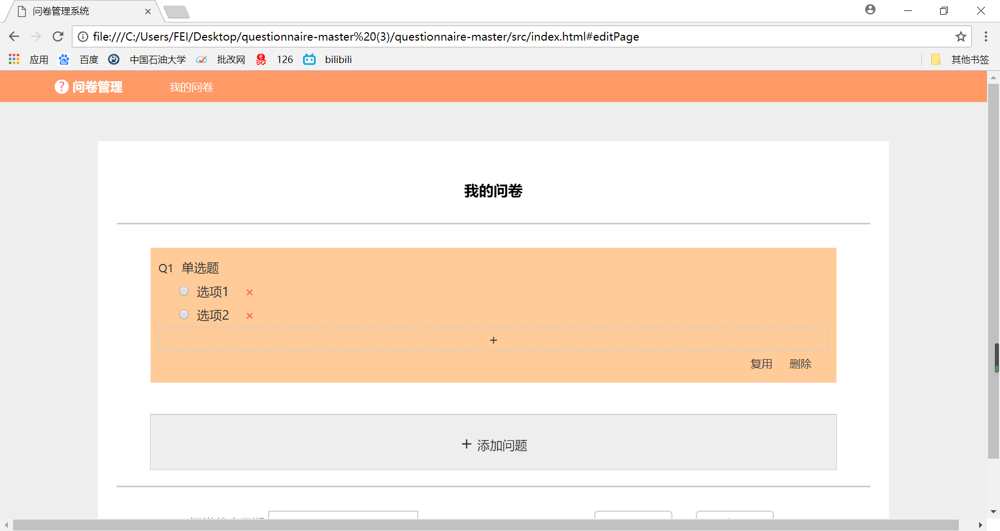 问卷管理系统
file:///C:/Users/FEI/Desktop/questionnaire-master%20(3)/questionnaire-master/src/index.html#editPage
应用 百度 中国石油大学 批改网 126 bilibili 其他书签
? 问卷管理 我的问卷
我的问卷
Q1 单选题
选项1 ×
选项2 ×
+
复用 删除
+ 添加问题